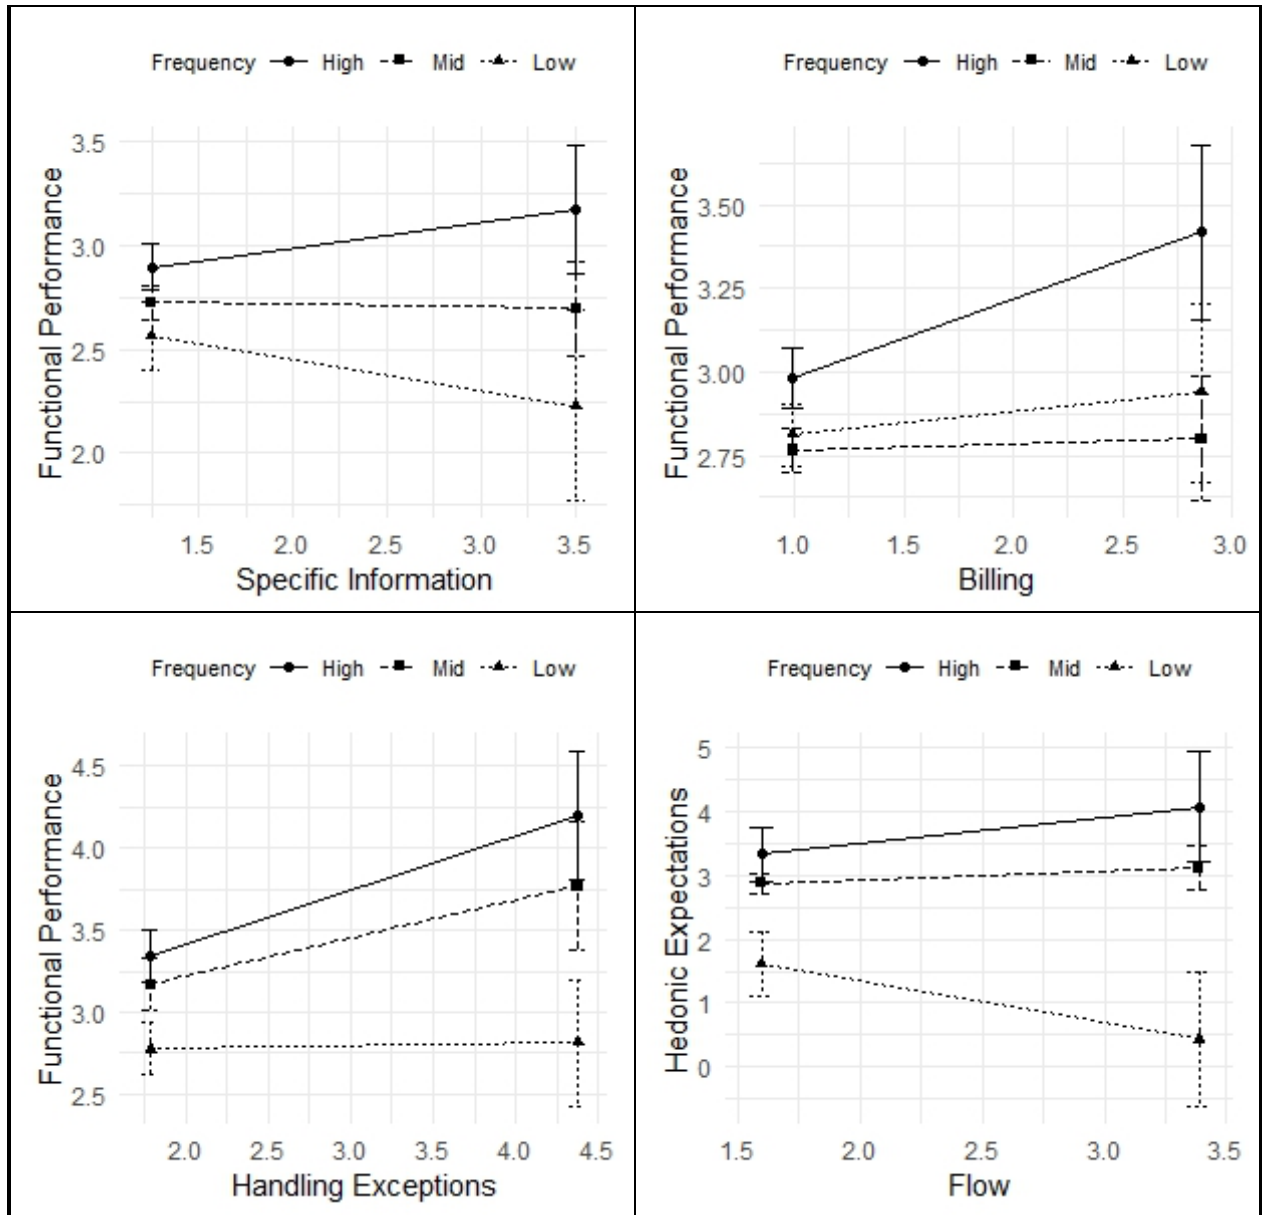 Frequency High Mid Low
Functional Performance
3.5
3.0
2.5
2.0
1.5 2.0 2.5 3.0 3.5
Specific Information
Frequency High Mid Low
Functional Performance
3.50
3.25
3.00
2.75
1.0 1.5 2.0 2.5 3.0
Billing
Frequency High Mid Low
Functional Performance
4.5
4.0
3.5
3.0
2.5
2.0 2.5 3.0 3.5 4.0 4.5
Handling Exceptions
Frequency High Mid Low
Hedonic Expectations
5
4
3
2
1
0
1.5 2.0 2.5 3.0 3.5
Flow